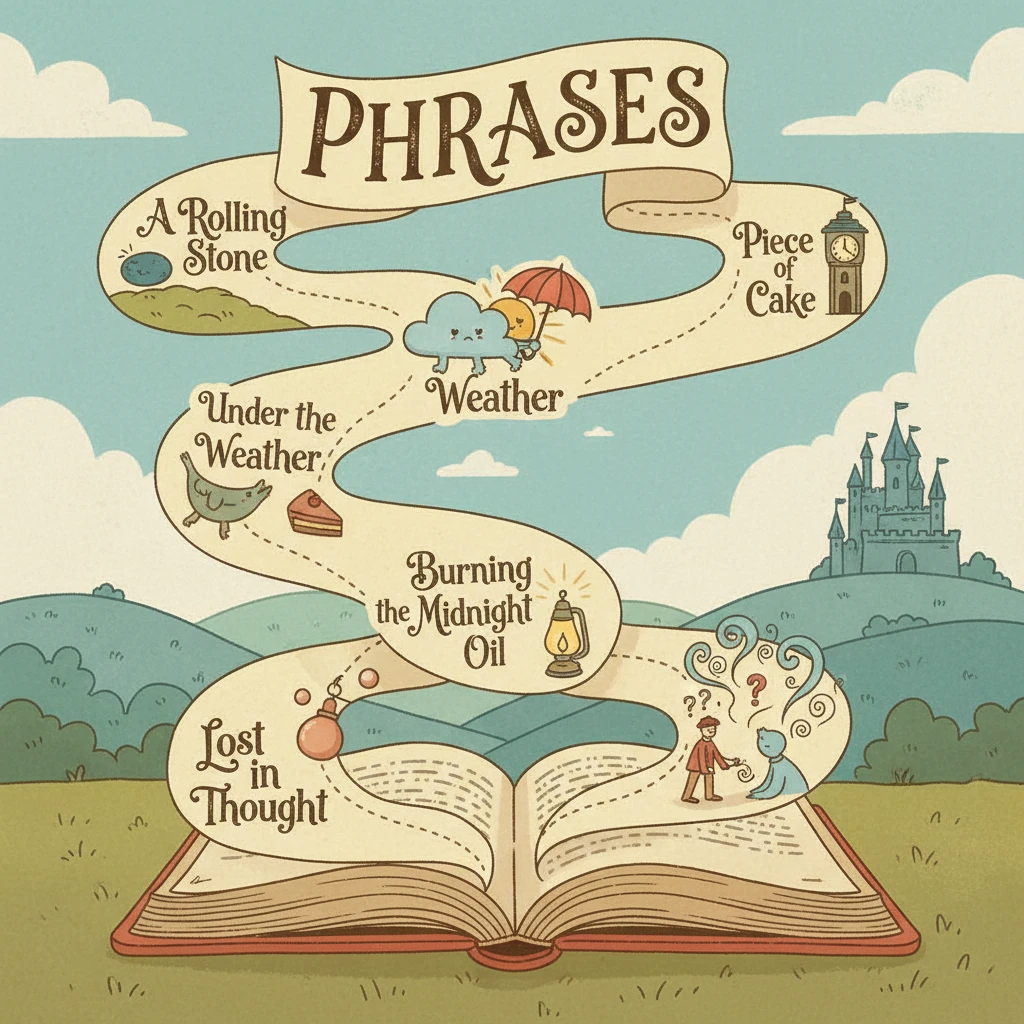 PHRASES
A Rolling
Stone
Piece
of
Cake
Weather
Under the
Weather
Burning
the Midnight
Oil
? ?
?
Lost
in
Thought